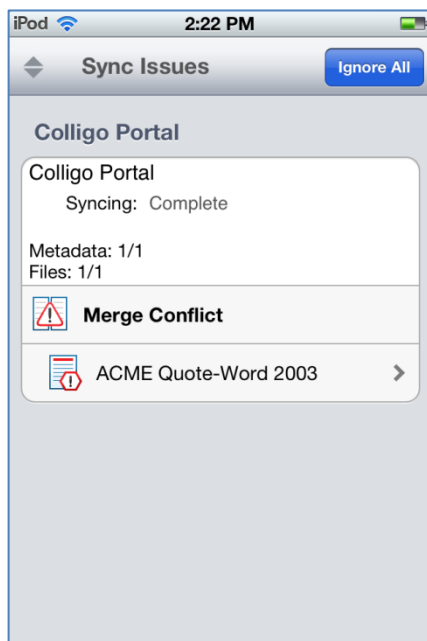 iPod 2:22 PM
Sync Issues Ignore All
Colligo Portal
Colligo Portal
Syncing: Complete
Metadata: 1/1
Files: 1/1
Merge Conflict
ACME Quote-Word 2003